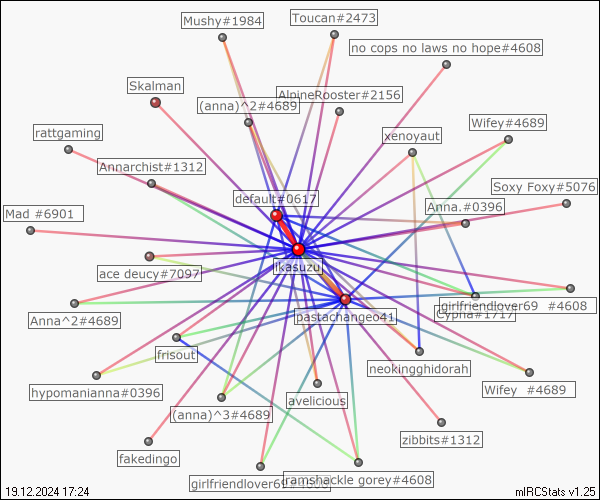 Mushy#1984
Toucan#2473
no cops no laws no hope#4608
Skalman
(anna)^2#4689
AlpineRooster#2156
rattgaming
xenoyaut
Wifey#4689
Annarchist#1312
default#0617
Soxy Foxy#5076
Mad #6901
Anna.#0396
ikasuzu
ace deucy#7097
girlfriendlover69 #4608
Cypha#1717
Anna^2#4689
pastachangeo41
frisout
neokingghidorah
hypomanianna#0396
Wifey #4689
(anna)^3#4689
avelicious
fakedingo
zibbits#1312
girlfriendlover69#4608
ramshackle gorey#4608
19.12.2024 17:24
mIRCStats v1.25